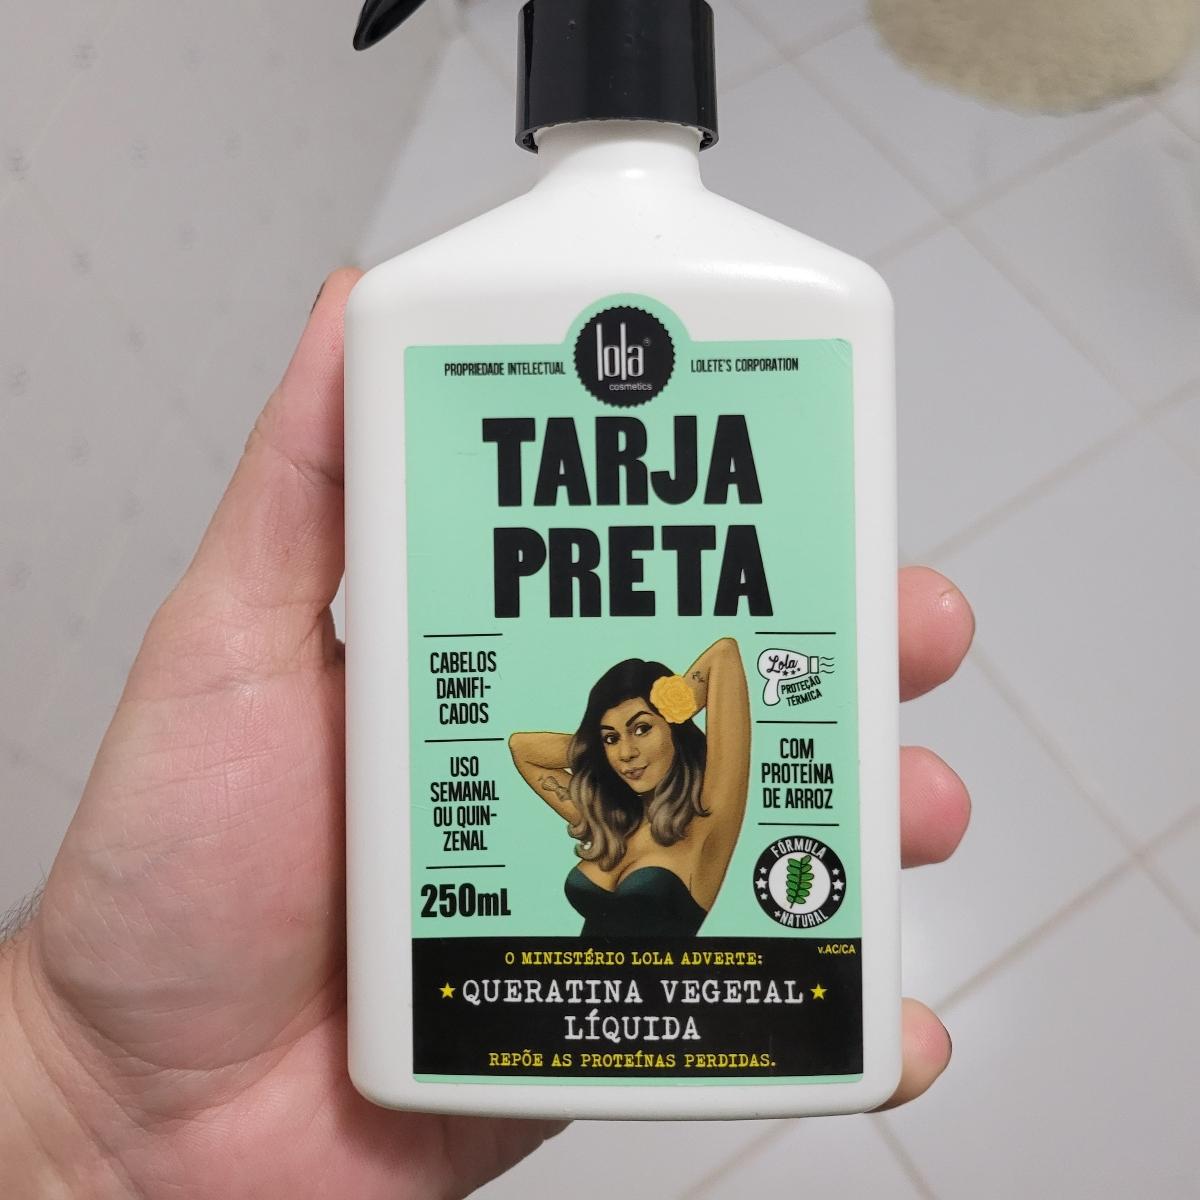 PROPRIEDADE INTELECTUAL
lola®
cosmetics
LOLETE'S CORPORATION
TARJA
PRETA
CABELOS
DANIFI-
CADOS
USO
SEMANAL
OU QUIN-
ZENAL
250mL
Lola
PROTEÇÃO
TÉRMICA
COM
PROTEÍNA
DE ARROZ
FÓRMULA
+NATURAL
v.AC/CA
O MINISTÉRIO LOLA ADVERTE:
★QUERATINA VEGETAL★
LÍQUIDA
REPÕE AS PROTEÍNAS PERDIDAS.